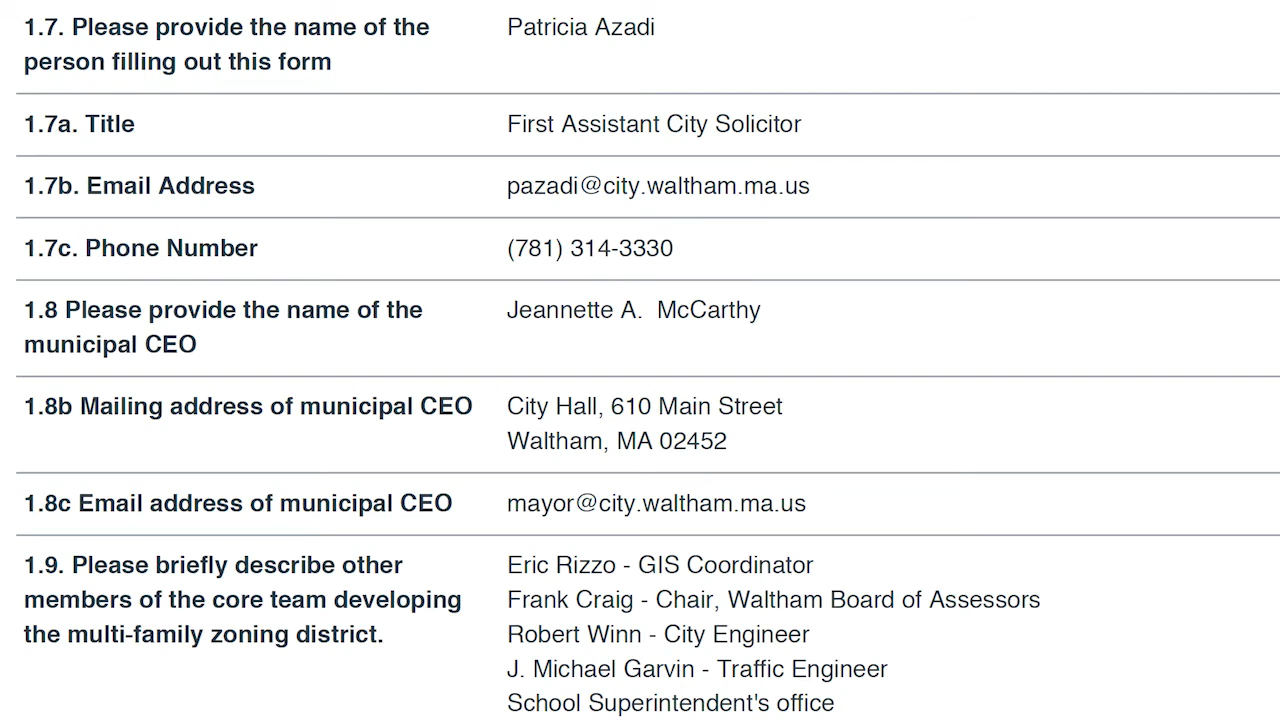 1.7. Please provide the name of the Patricia Azadi
person filling out this form
1.7a. Title First Assistant City Solicitor
1.7b. Email Address pazadi@city.waltham.ma.us
1.7c. Phone Number (781) 314-3330
1.8 Please provide the name of the Jeannette A.  McCarthy
municipal CEO
1.8b Mailing address of municipal CEO City Hall, 610 Main Street
Waltham, MA 02452
1.8c Email address of municipal CEO mayor@city.waltham.ma.us
1.9. Please briefly describe other Eric Rizzo - GIS Coordinator
members of the core team developing Frank Craig - Chair, Waltham Board of Assessors
the multi-family zoning district. Robert Winn - City Engineer
J. Michael Garvin - Traffic Engineer
School Superintendent's office